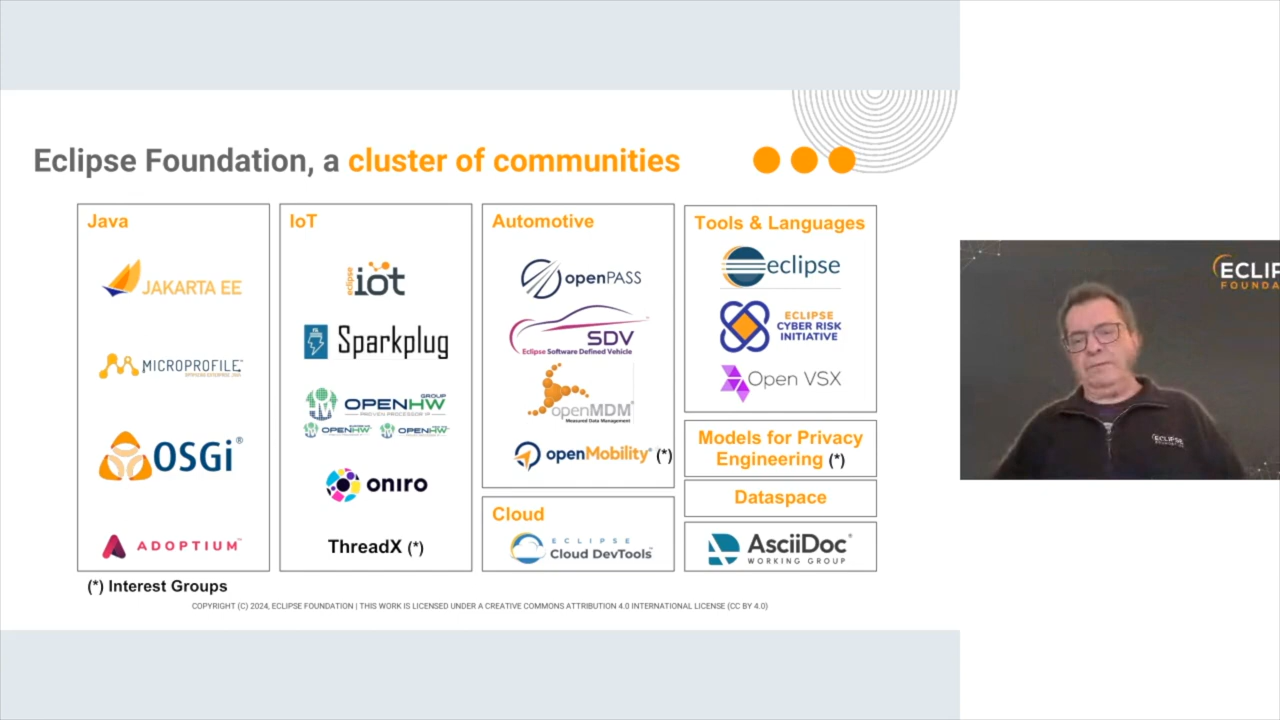 Eclipse Foundation, a cluster of communities
Java
JAKARTA EE
MICROPROFILE
OSGi®
ADOPTIUM
IoT
eclipse iot
Sparkplug
OPENHW GROUP
PROVEN PROCESSOR IP
OPENHW
OPENHW
oniro
ThreadX (*)
Automotive
openPASS
SDV
Eclipse Software Defined Vehicle
openMDM®
Measured Data Management
openMobility (*)
Cloud
ECLIPSE
Cloud DevTools
Tools & Languages
eclipse
ECLIPSE
CYBER RISK
INITIATIVE
Open VSX
Models for Privacy
Engineering (*)
Dataspace
AsciiDoc®
WORKING GROUP
(*) Interest Groups
COPYRIGHT (C) 2024, ECLIPSE FOUNDATION | THIS WORK IS LICENSED UNDER A CREATIVE COMMONS ATTRIBUTION 4.0 INTERNATIONAL LICENSE (CC BY 4.0)
ECLIP
FOUNDA
ECLIPSE